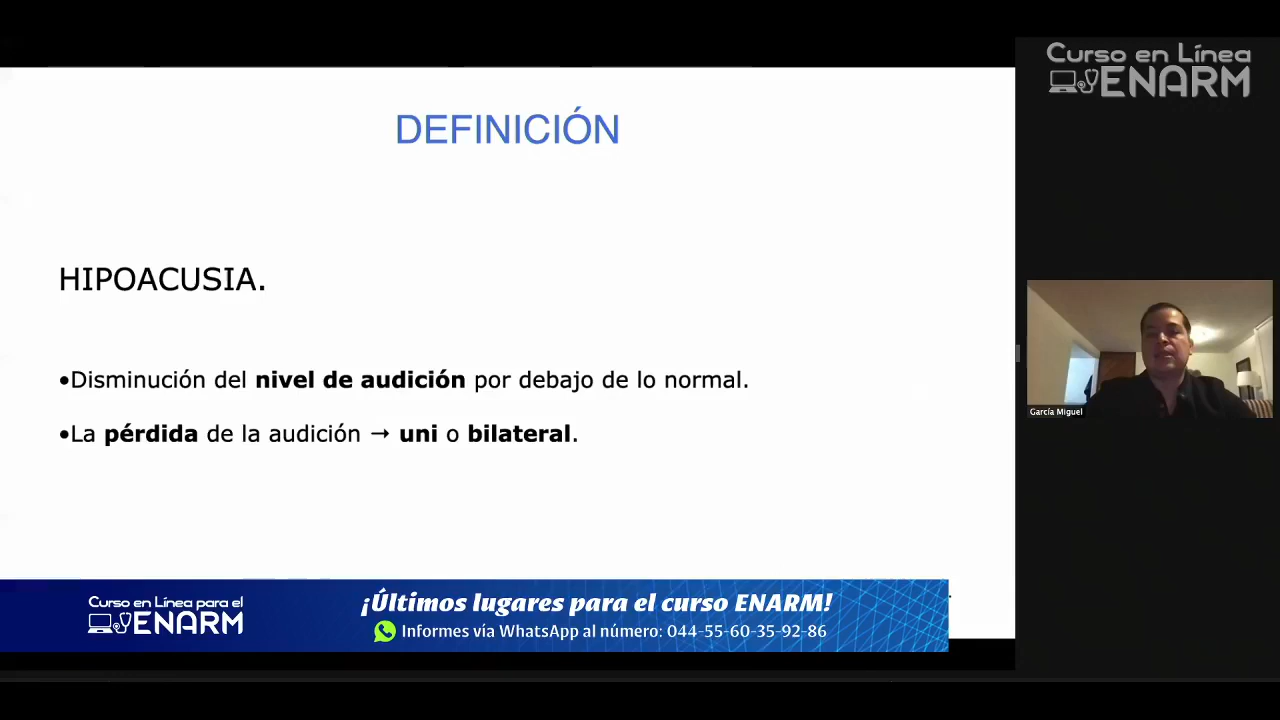 Curso en Línea
ENARM
DEFINICIÓN
HIPOACUSIA.
•Disminución del nivel de audición por debajo de lo normal.
•La pérdida de la audición → uni o bilateral.
García Miguel
Curso en Línea para el
ENARM
¡Últimos lugares para el curso ENARM!
Informes vía WhatsApp al número: 044-55-60-35-92-86